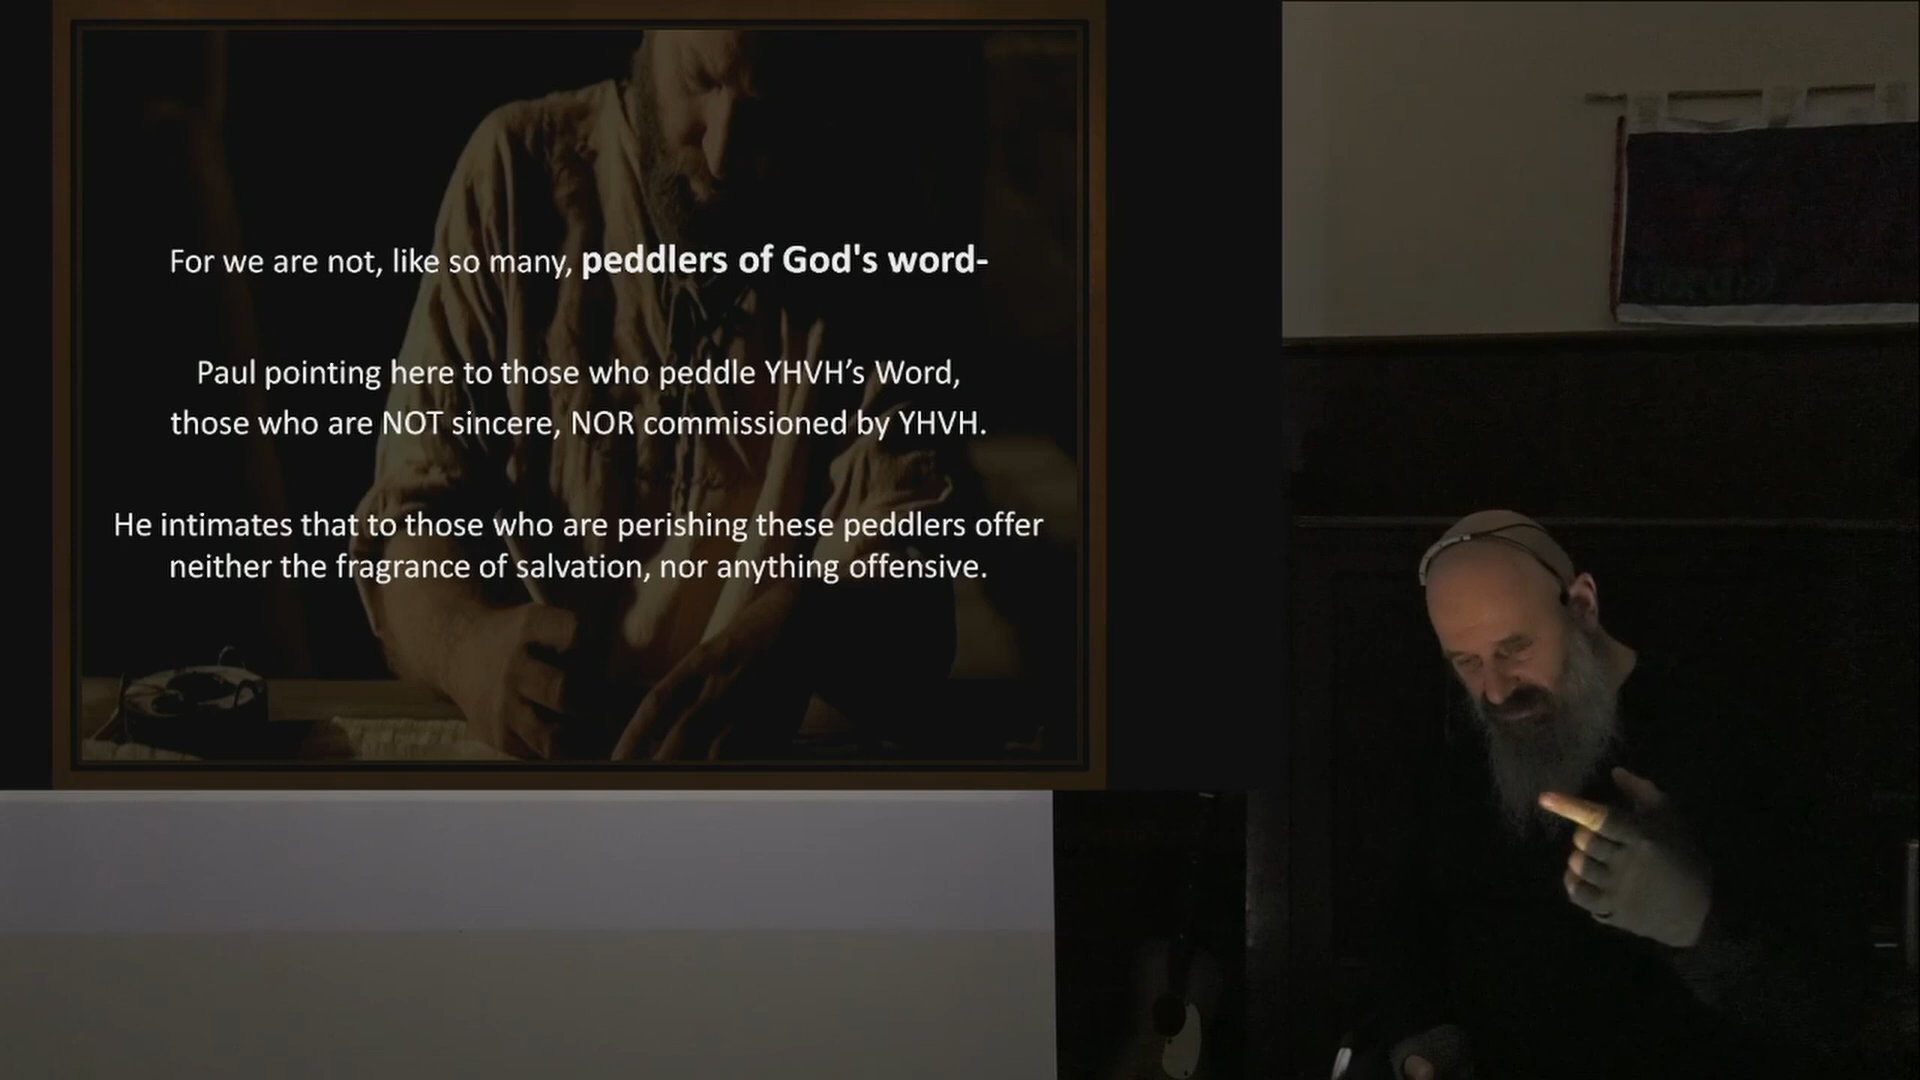 For we are not, like so many, peddlers of God's word-
Paul pointing here to those who peddle YHVH’s Word,
those who are NOT sincere, NOR commissioned by YHVH.
He intimates that to those who are perishing these peddlers offer
neither the fragrance of salvation, nor anything offensive.